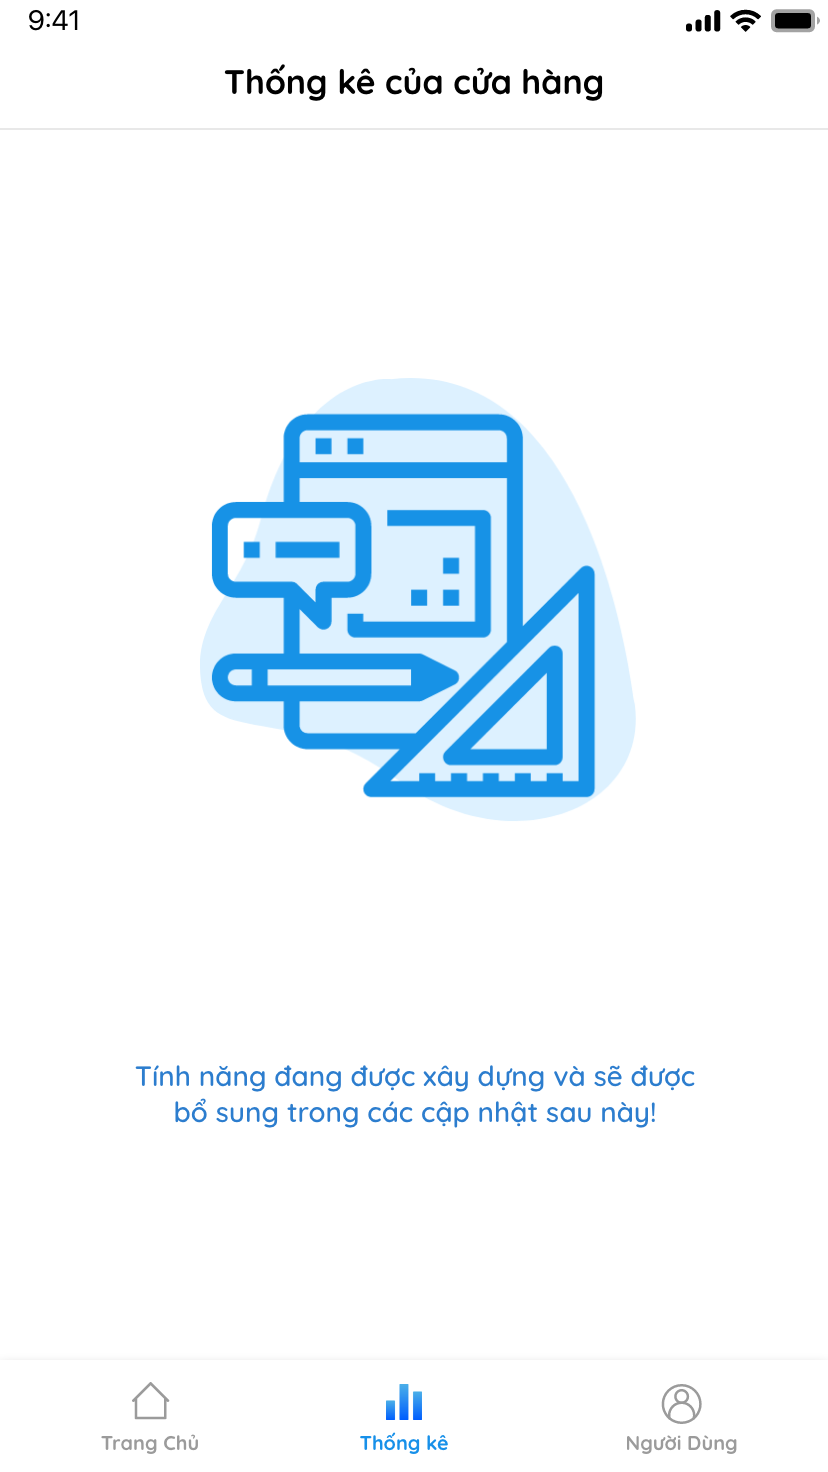 9:41
Thống kê của cửa hàng
Tính năng đang được xây dựng và sẽ được
bổ sung trong các cập nhật sau này!
Trang Chủ
Thống kê
Người Dùng